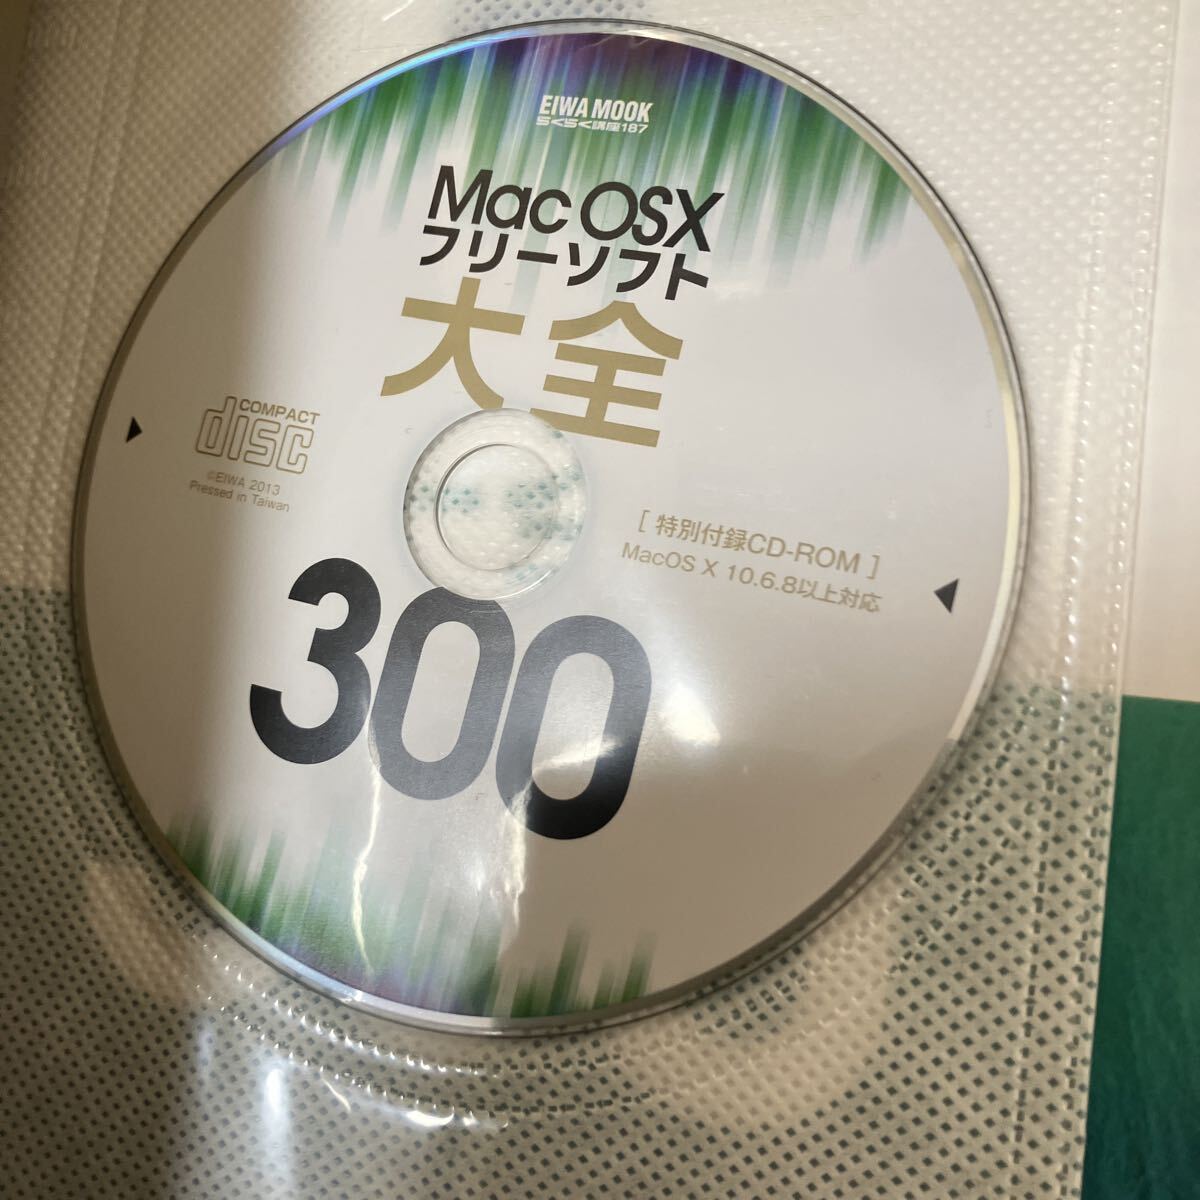 EIWA MOOK
らくらく講座187
Mac OSX
フリーソフト
大全
COMPACT
disc
©EIWA 2013
Pressed in Taiwan
[ 特別付録CD-ROM ]
MacOS X 10.6.8以上対応
300